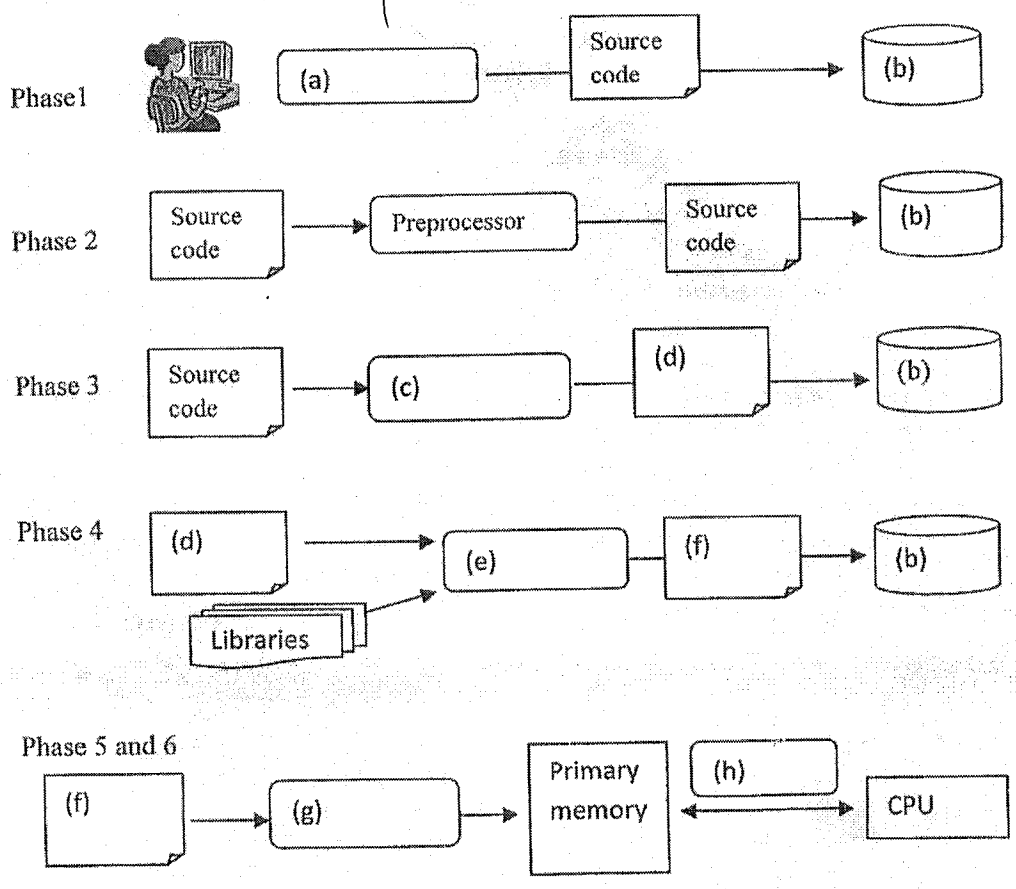 Phase1
(a)
Source
code
(b)
Phase 2
Source
code
Preprocessor
Source
code
(b)
Phase 3
Source
code
(c)
(d)
(b)
Phase 4
(d)
Libraries
(e)
(f)
(b)
Phase 5 and 6
(f)
(g)
Primary
memory
(h)
CPU